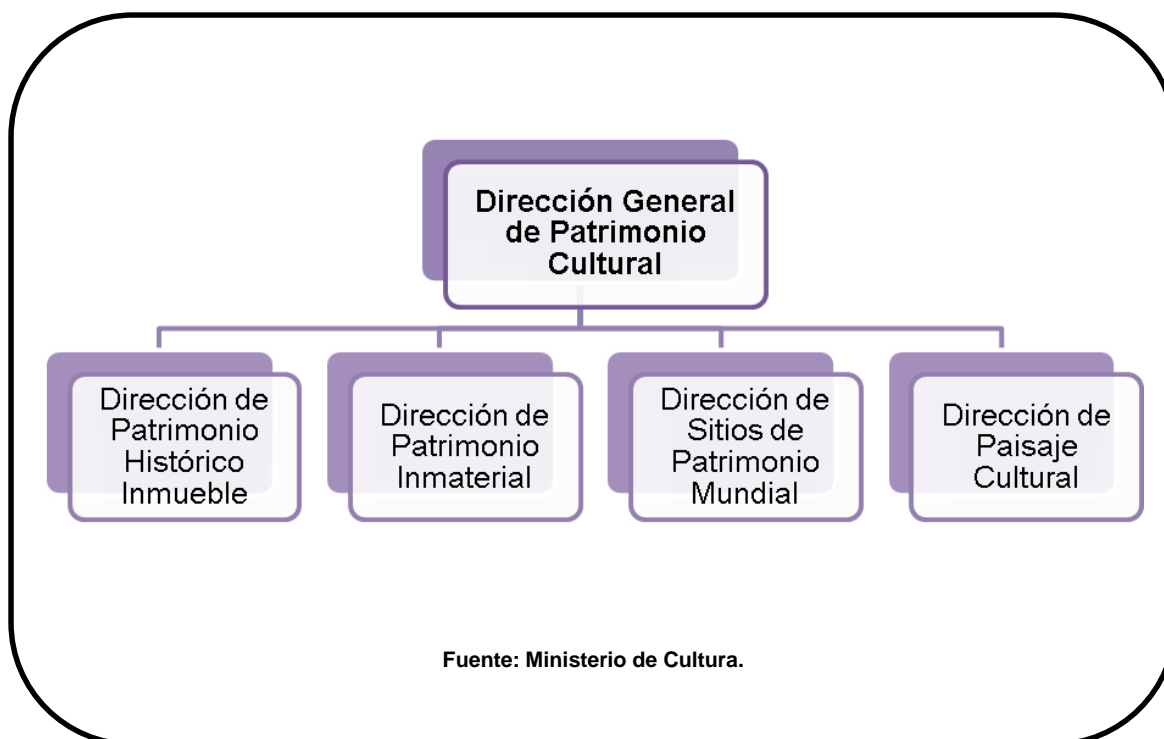 Dirección General
de Patrimonio
Cultural
Dirección de
Patrimonio
Histórico
Inmueble
Dirección de
Patrimonio
Inmaterial
Dirección de
Sitios de
Patrimonio
Mundial
Dirección de
Paisaje
Cultural
Fuente: Ministerio de Cultura.